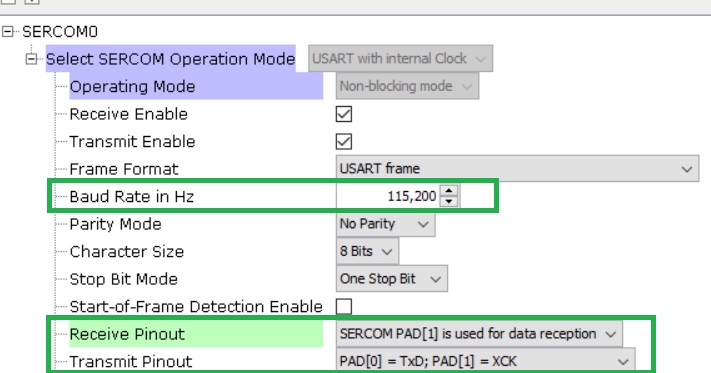 SERCOM0
Select SERCOM Operation Mode USART with internal Clock
Operating Mode Non-blocking mode
Receive Enable
Transmit Enable
Frame Format USART frame
Baud Rate in Hz 115,200
Parity Mode No Parity
Character Size 8 Bits
Stop Bit Mode One Stop Bit
Start-of-Frame Detection Enable
Receive Pinout SERCOM PAD[1] is used for data reception
Transmit Pinout PAD[0] = TxD; PAD[1] = XCK